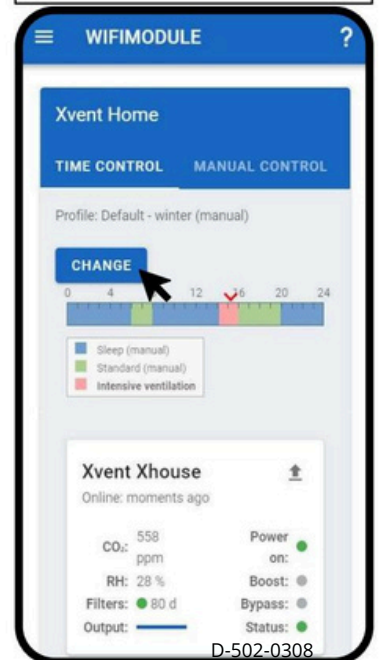 WIFIMODULE ?
Xvent Home
TIME CONTROL MANUAL CONTROL
Profile: Default - winter (manual)
CHANGE
0 4 12 16 20 24
Sleep (manual)
Standard (manual)
Intensive ventilation
Xvent Xhouse
Online: moments ago
CO₂: 558 ppm Power on:
RH: 28 % Boost:
Filters: 80 d Bypass:
Output: Status:
D-502-0308